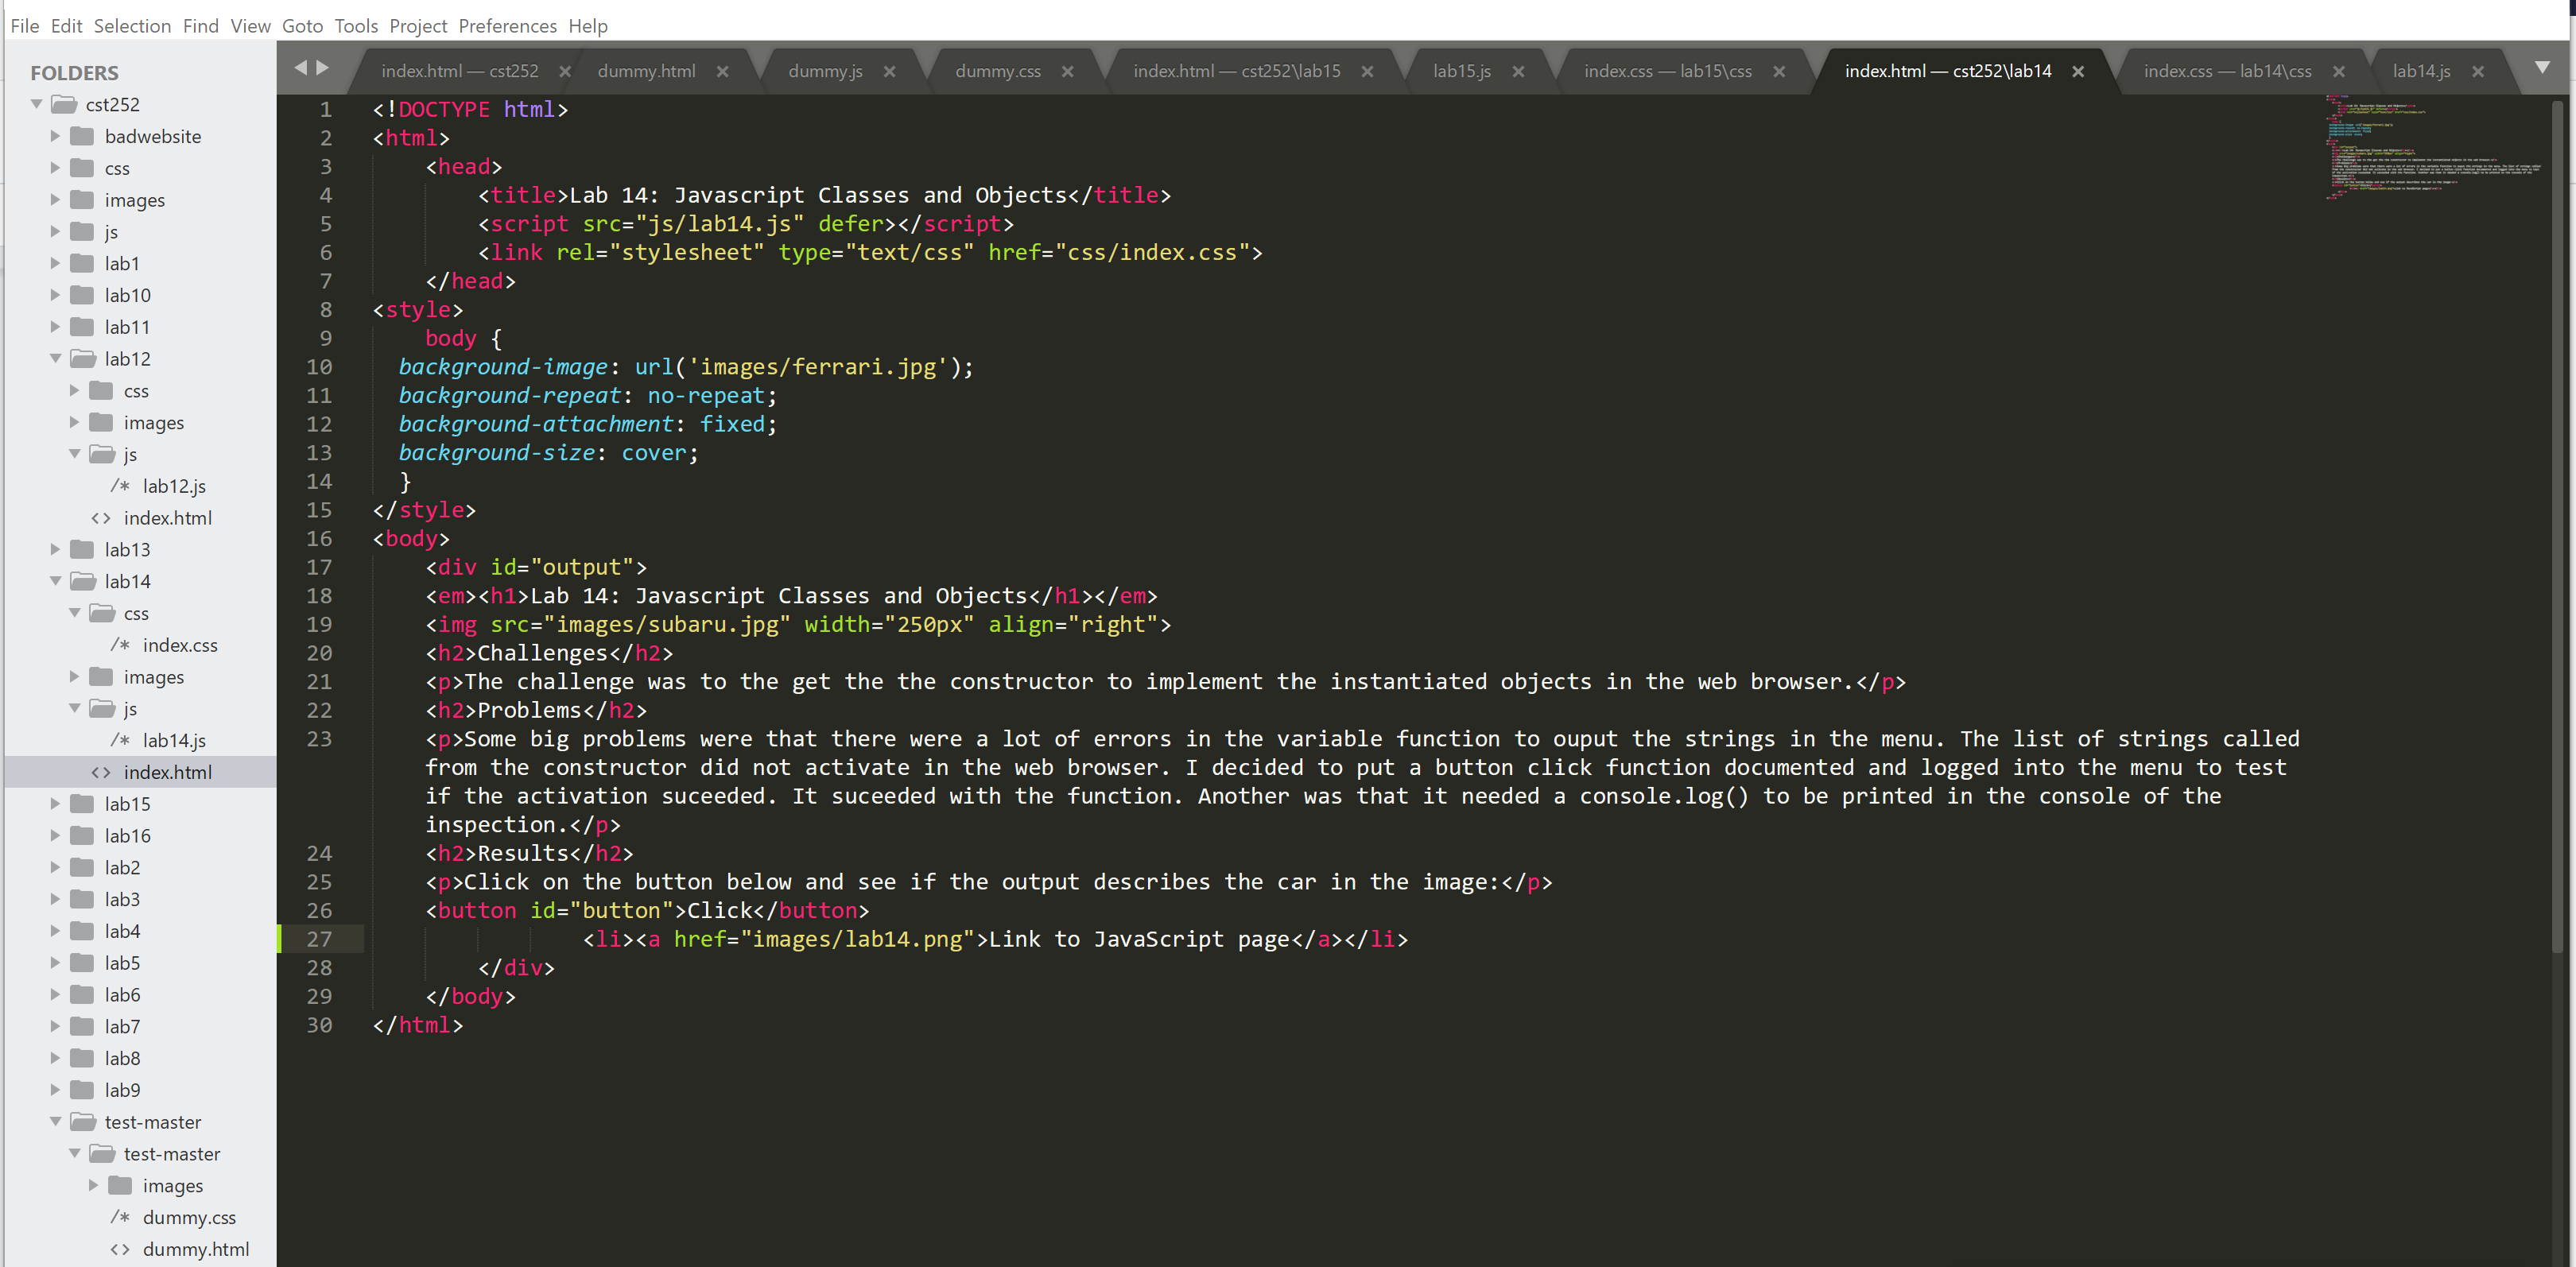 File Edit Selection Find View Goto Tools Project Preferences Help
FOLDERS
cst252
badwebsite
css
images
js
lab1
lab10
lab11
lab12
css
images
js
/* lab12.js
<> index.html
lab13
lab14
css
/* index.css
images
js
/* lab14.js
<> index.html
lab15
lab16
lab2
lab3
lab4
lab5
lab6
lab7
lab8
lab9
test-master
test-master
images
/* dummy.css
<> dummy.html
index.html — cst252 × dummy.html × dummy.js × dummy.css × index.html — cst252\lab15 × lab15.js × index.css — lab15\css × index.html — cst252\lab14 × index.css — lab14\css × lab14.js ×
1 <!DOCTYPE html>
2 <html>
3 <head>
4 <title>Lab 14: Javascript Classes and Objects</title>
5 <script src="js/lab14.js" defer></script>
6 <link rel="stylesheet" type="text/css" href="css/index.css">
7 </head>
8 <style>
9 body {
10 background-image: url('images/ferrari.jpg');
11 background-repeat: no-repeat;
12 background-attachment: fixed;
13 background-size: cover;
14 }
15 </style>
16 <body>
17 <div id="output">
18 <em><h1>Lab 14: Javascript Classes and Objects</h1></em>
19 <img src="images/subaru.jpg" width="250px" align="right">
20 <h2>Challenges</h2>
21 <p>The challenge was to the get the the constructor to implement the instantiated objects in the web browser.</p>
22 <h2>Problems</h2>
23 <p>Some big problems were that there were a lot of errors in the variable function to ouput the strings in the menu. The list of strings called
from the constructor did not activate in the web browser. I decided to put a button click function documented and logged into the menu to test
if the activation suceeded. It suceeded with the function. Another was that it needed a console.log() to be printed in the console of the
inspection.</p>
24 <h2>Results</h2>
25 <p>Click on the button below and see if the output describes the car in the image:</p>
26 <button id="button">Click</button>
27 <li><a href="images/lab14.png">Link to JavaScript page</a></li>
28 </div>
29 </body>
30 </html>